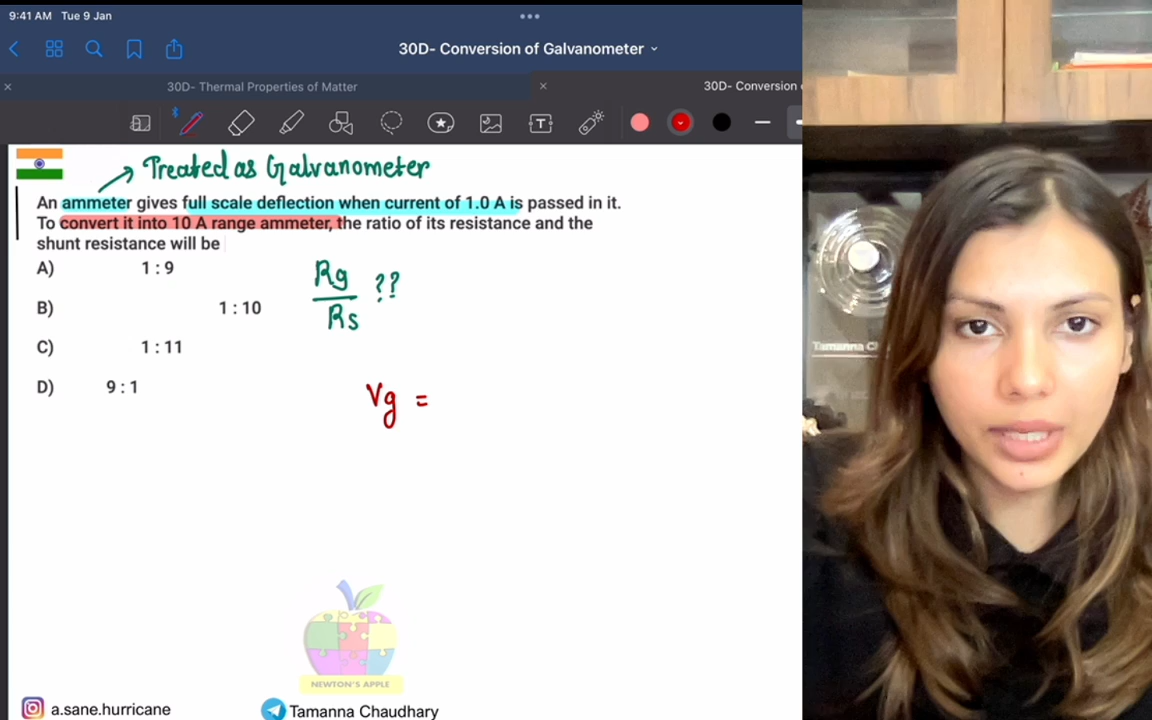 9:41 AM Tue 9 Jan
30D- Conversion of Galvanometer
30D- Thermal Properties of Matter
30D- Conversion
Treated as Galvanometer
An ammeter gives full scale deflection when current of 1.0 A is passed in it.
To convert it into 10 A range ammeter, the ratio of its resistance and the
shunt resistance will be
A) 1 : 9
B) 1 : 10
C) 1 : 11
D) 9 : 1
Rg
Rs
??
Vg =
NEWTON'S APPLE
a.sane.hurricane
Tamanna Chaudhary